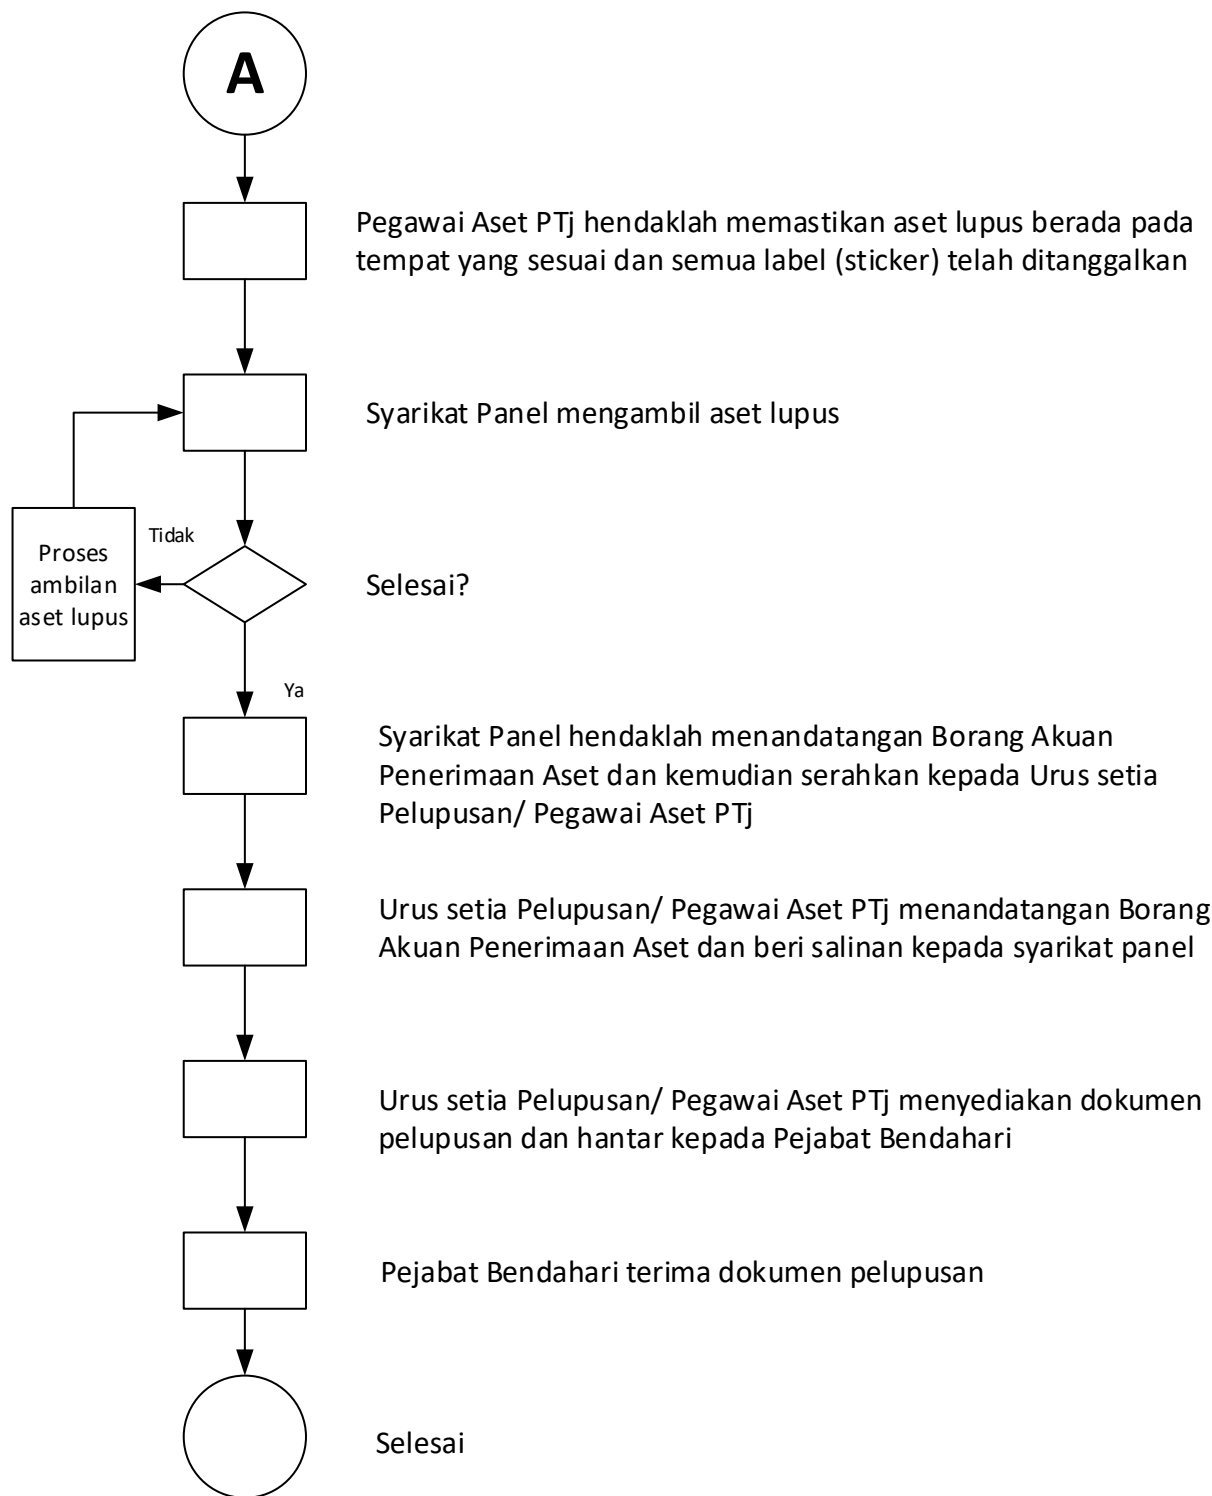 A
Pegawai Aset PTj hendaklah memastikan aset lupus berada pada
tempat yang sesuai dan semua label (sticker) telah ditanggalkan
Syarikat Panel mengambil aset lupus
Tidak
Proses
ambilan
aset lupus
Selesai?
Ya
Syarikat Panel hendaklah menandatangan Borang Akuan
Penerimaan Aset dan kemudian serahkan kepada Urus setia
Pelupusan/ Pegawai Aset PTj
Urus setia Pelupusan/ Pegawai Aset PTj menandatangan Borang
Akuan Penerimaan Aset dan beri salinan kepada syarikat panel
Urus setia Pelupusan/ Pegawai Aset PTj menyediakan dokumen
pelupusan dan hantar kepada Pejabat Bendahari
Pejabat Bendahari terima dokumen pelupusan
Selesai